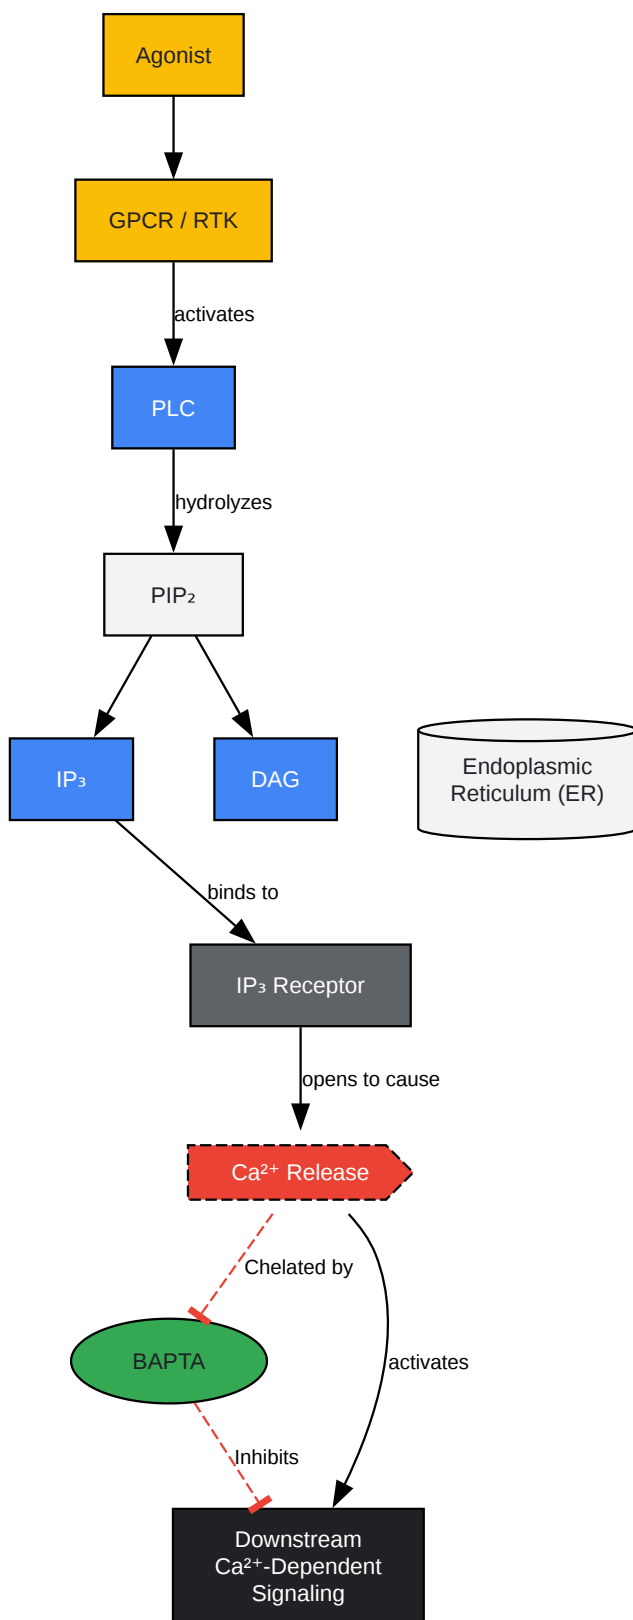 Agonist
GPCR / RTK
activates
PLC
hydrolyzes
PIP₂
IP₃
DAG
Endoplasmic
Reticulum (ER)
binds to
IP₃ Receptor
opens to cause
Ca²⁺ Release
Chelated by
BAPTA
activates
Inhibits
Downstream
Ca²⁺-Dependent
Signaling